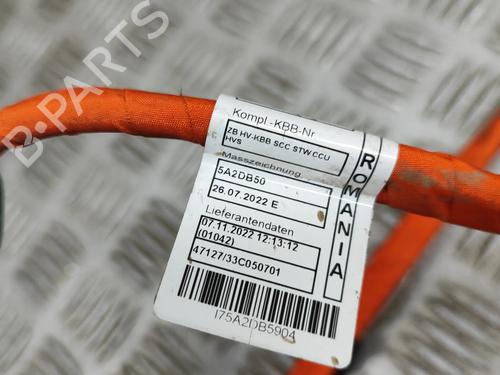 B-PARTS
Kompl.-KBB-Nr
ZB HV-KBB SCC STW CCU
HVS
Masszeichnung
5A2DB50
26.07.2022 E
Lieferantendaten
07.11.2022 12:13:12
(01042)
47127/33C050701
I75A2DB5904
ROMANIA